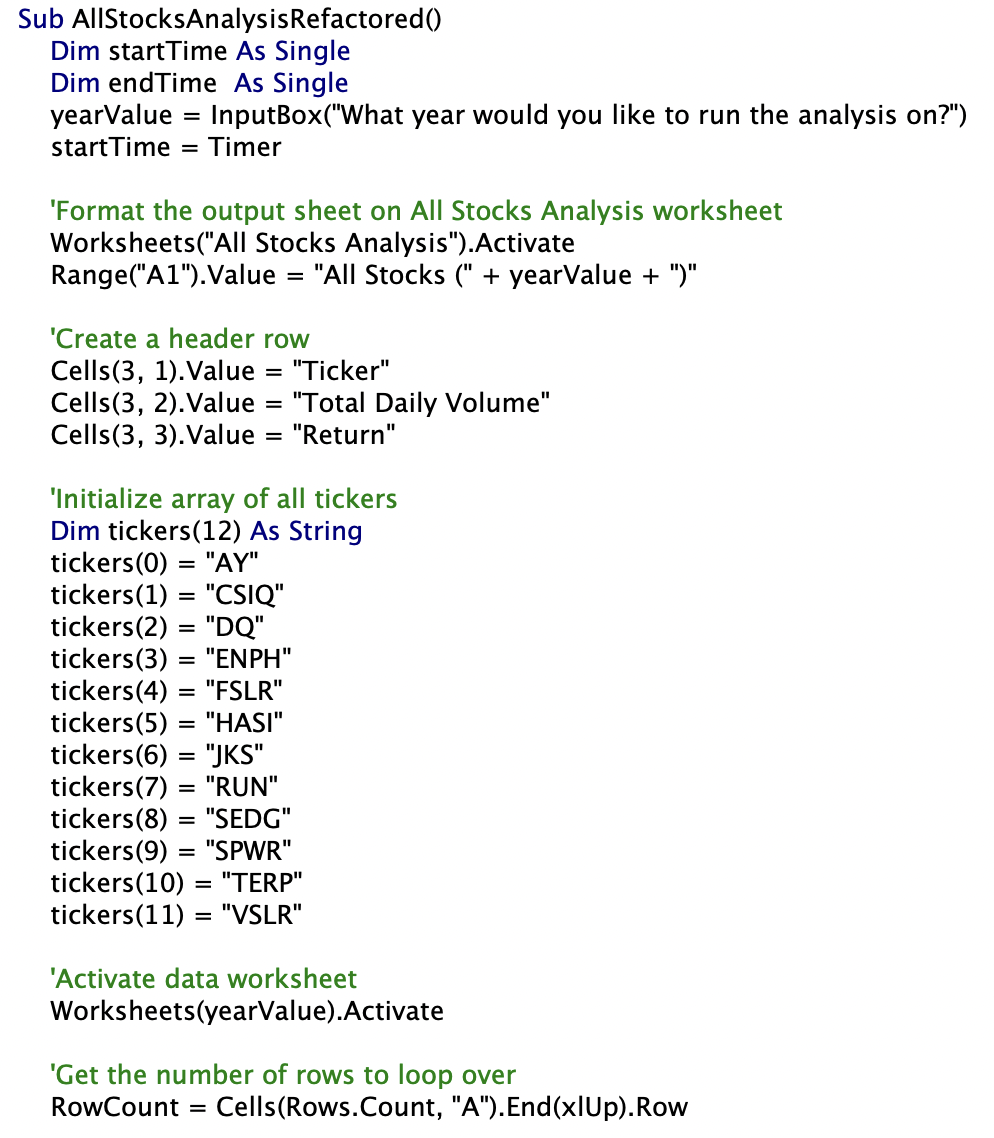 Sub AllStocksAnalysisRefactored()
Dim startTime As Single
Dim endTime  As Single
yearValue = InputBox("What year would you like to run the analysis on?")
startTime = Timer
'Format the output sheet on All Stocks Analysis worksheet
Worksheets("All Stocks Analysis").Activate
Range("A1").Value = "All Stocks (" + yearValue + ")"
'Create a header row
Cells(3, 1).Value = "Ticker"
Cells(3, 2).Value = "Total Daily Volume"
Cells(3, 3).Value = "Return"
'Initialize array of all tickers
Dim tickers(12) As String
tickers(0) = "AY"
tickers(1) = "CSIQ"
tickers(2) = "DQ"
tickers(3) = "ENPH"
tickers(4) = "FSLR"
tickers(5) = "HASI"
tickers(6) = "JKS"
tickers(7) = "RUN"
tickers(8) = "SEDG"
tickers(9) = "SPWR"
tickers(10) = "TERP"
tickers(11) = "VSLR"
'Activate data worksheet
Worksheets(yearValue).Activate
'Get the number of rows to loop over
RowCount = Cells(Rows.Count, "A").End(xlUp).Row